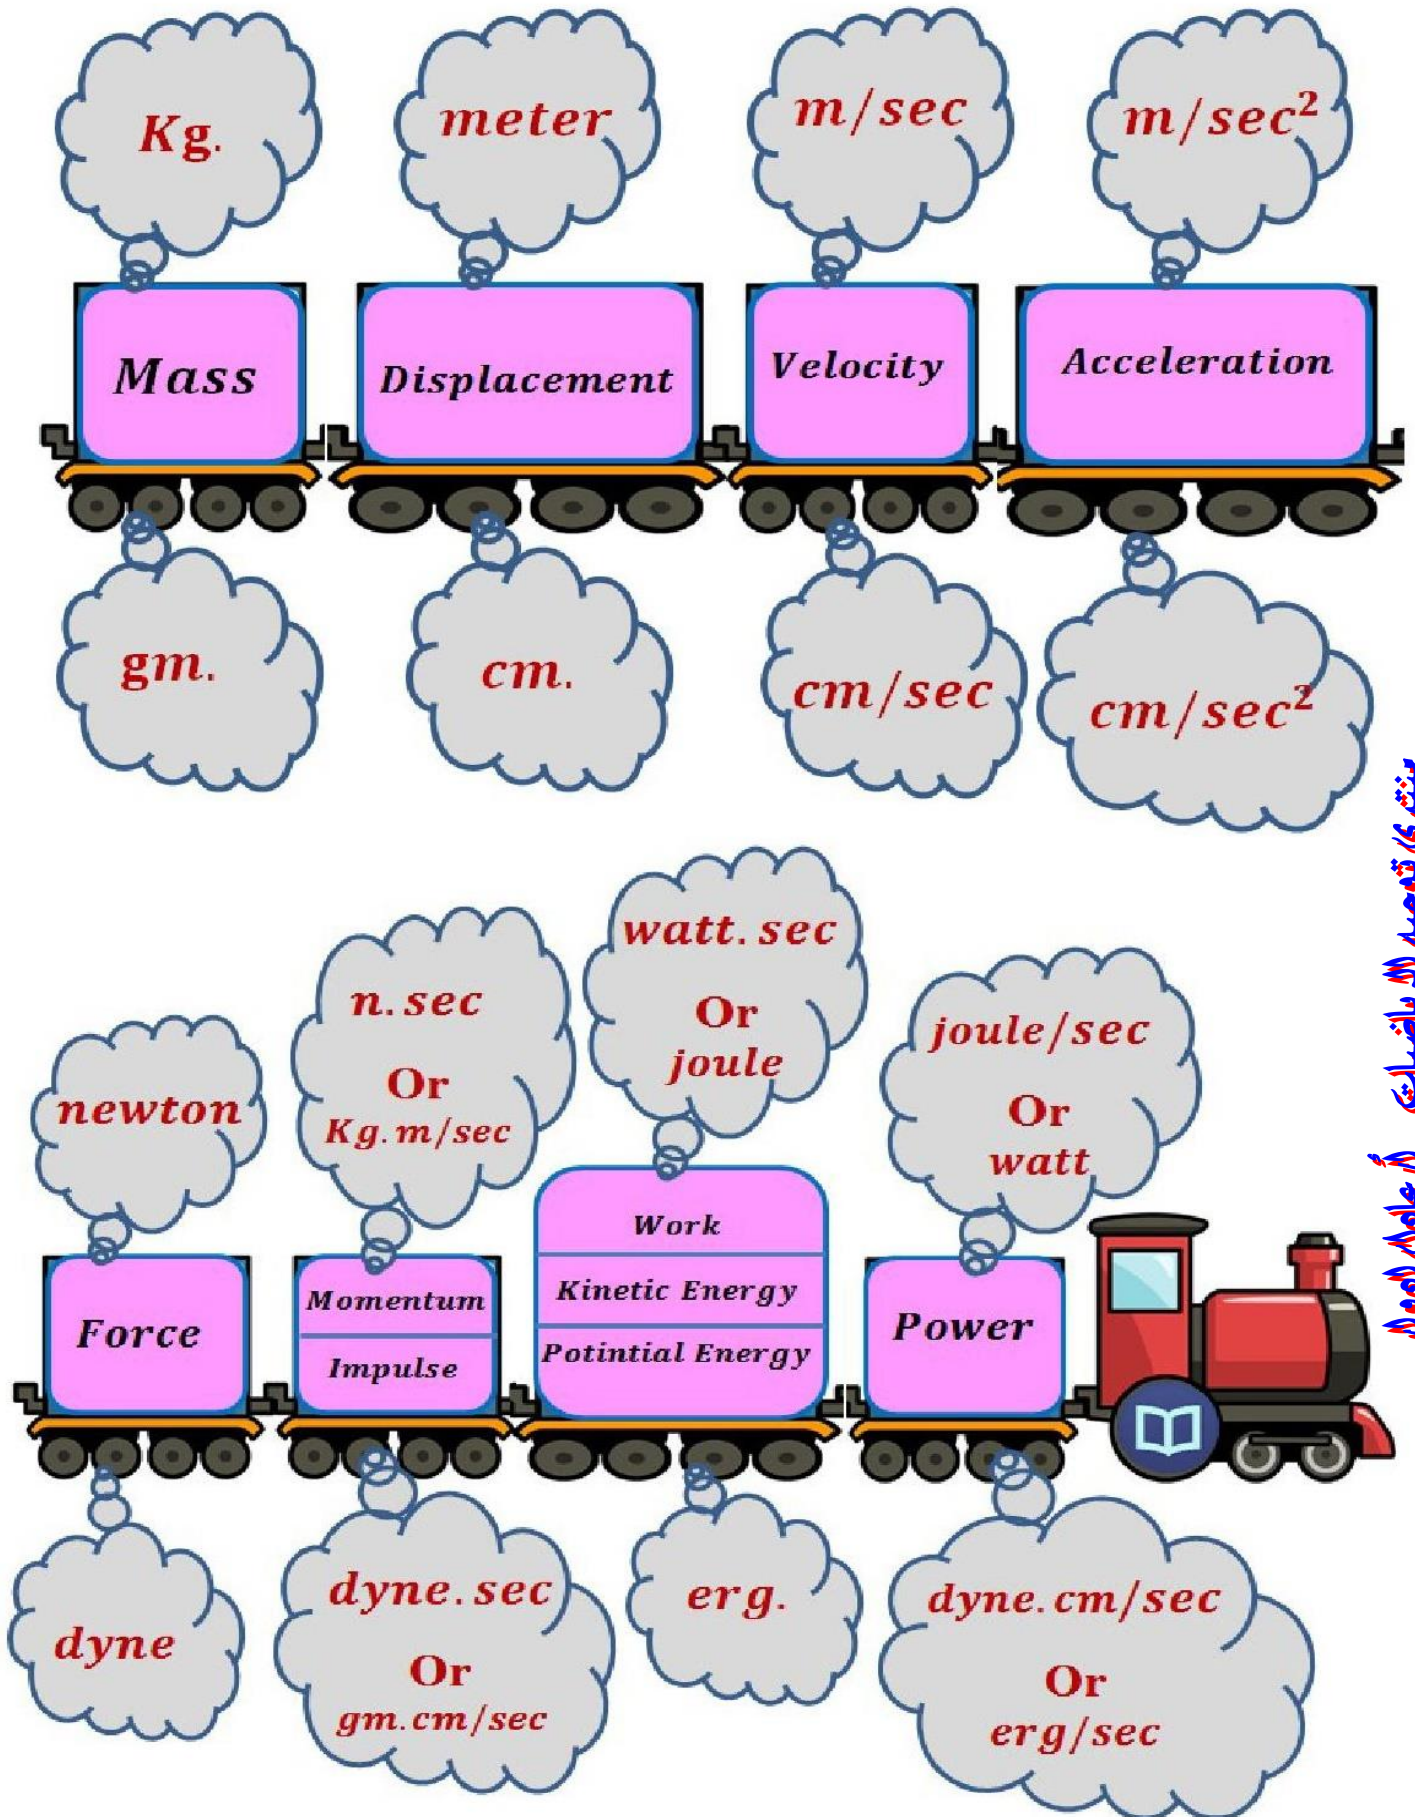 Kg.
meter
m/sec
m/sec²
Mass
Displacement
Velocity
Acceleration
gm.
cm.
cm/sec
cm/sec²
newton
n.sec
Or
Kg.m/sec
watt.sec
Or
joule
joule/sec
Or
watt
Force
Momentum
Impulse
Work
Kinetic Energy
Potintial Energy
Power
dyne
dyne.sec
Or
gm.cm/sec
erg.
dyne.cm/sec
Or
erg/sec